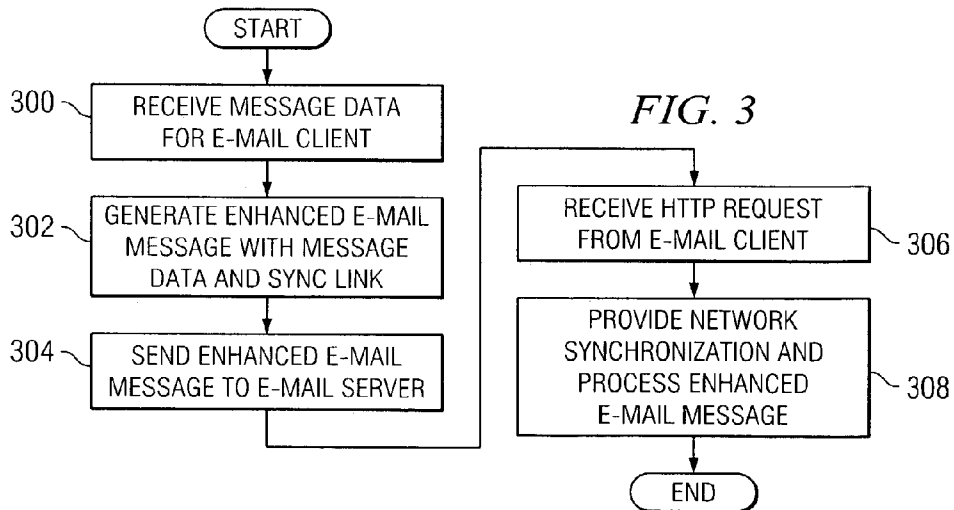 START
300
RECEIVE MESSAGE DATA
FOR E-MAIL CLIENT
302
GENERATE ENHANCED E-MAIL
MESSAGE WITH MESSAGE
DATA AND SYNC LINK
304
SEND ENHANCED E-MAIL
MESSAGE TO E-MAIL SERVER
FIG. 3
RECEIVE HTTP REQUEST
FROM E-MAIL CLIENT
306
PROVIDE NETWORK
SYNCHRONIZATION AND
PROCESS ENHANCED
E-MAIL MESSAGE
308
END